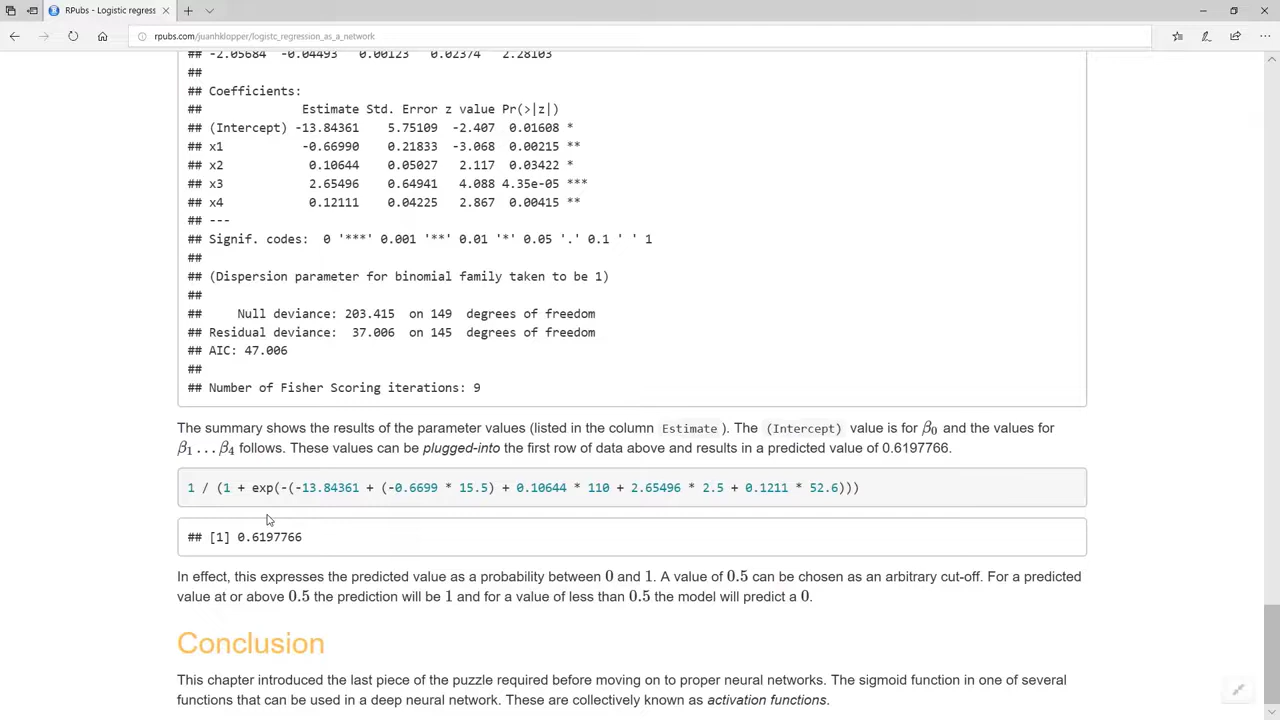 RPubs - Logistic regress
rpubs.com/juanhklopper/logistc_regression_as_a_network
## -2.05684 -0.04493 0.00123 0.02374 2.28103
##
## Coefficients:
## Estimate Std. Error z value Pr(>|z|)
## (Intercept) -13.84361 5.75109 -2.407 0.01608 *
## x1 -0.66990 0.21833 -3.068 0.00215 **
## x2 0.10644 0.05027 2.117 0.03422 *
## x3 2.65496 0.64941 4.088 4.35e-05 ***
## x4 0.12111 0.04225 2.867 0.00415 **
## ---
## Signif. codes: 0 '***' 0.001 '**' 0.01 '*' 0.05 '.' 0.1 ' ' 1
##
## (Dispersion parameter for binomial family taken to be 1)
##
## Null deviance: 203.415 on 149 degrees of freedom
## Residual deviance: 37.006 on 145 degrees of freedom
## AIC: 47.006
##
## Number of Fisher Scoring iterations: 9
The summary shows the results of the parameter values (listed in the column Estimate ). The (Intercept) value is for β0 and the values for
β1 … β4 follows. These values can be plugged-into the first row of data above and results in a predicted value of 0.6197766.
1 / (1 + exp(-(-13.84361 + (-0.6699 * 15.5) + 0.10644 * 110 + 2.65496 * 2.5 + 0.1211 * 52.6)))
## [1] 0.6197766
In effect, this expresses the predicted value as a probability between 0 and 1. A value of 0.5 can be chosen as an arbitrary cut-off. For a predicted
value at or above 0.5 the prediction will be 1 and for a value of less than 0.5 the model will predict a 0.
Conclusion
This chapter introduced the last piece of the puzzle required before moving on to proper neural networks. The sigmoid function in one of several
functions that can be used in a deep neural network. These are collectively known as activation functions.